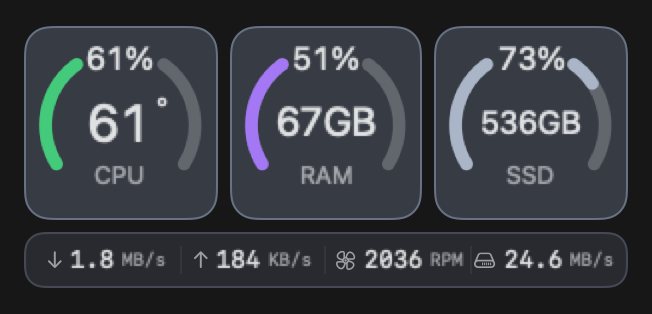 61% 51% 73%
61° 67GB 536GB
CPU RAM SSD
1.8 MB/s 184 KB/s 2036 RPM 24.6 MB/s